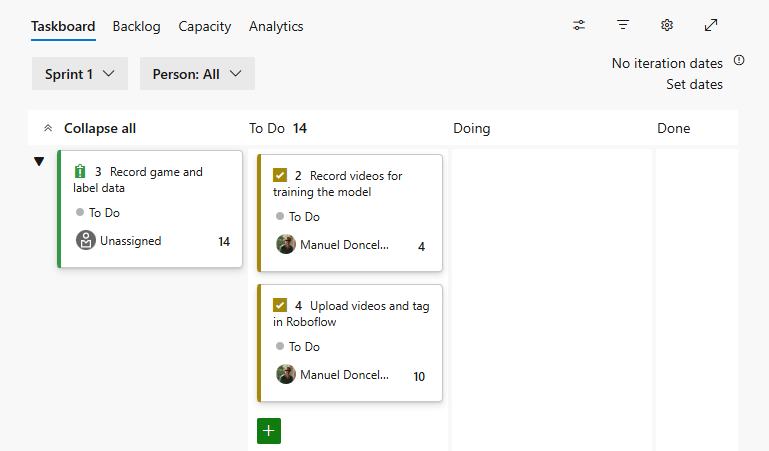 Taskboard Backlog Capacity Analytics
Sprint 1 Person: All
No iteration dates
Set dates
Collapse all To Do 14 Doing Done
3 Record game and
label data
To Do
Unassigned 14
2 Record videos for
training the model
To Do
Manuel Doncel... 4
4 Upload videos and tag
in Roboflow
To Do
Manuel Doncel... 10